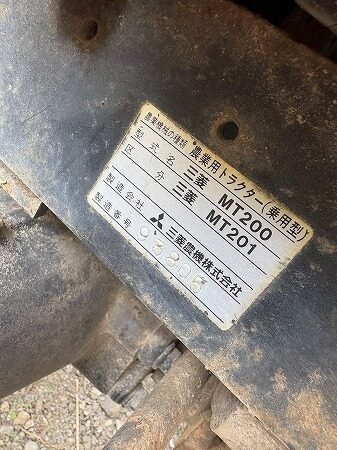 農業機械の種類 農業用トラクター(乗用型)
型式名 三菱 MT200
区分 三菱 MT201
製造会社 三菱農機株式会社
製造番号